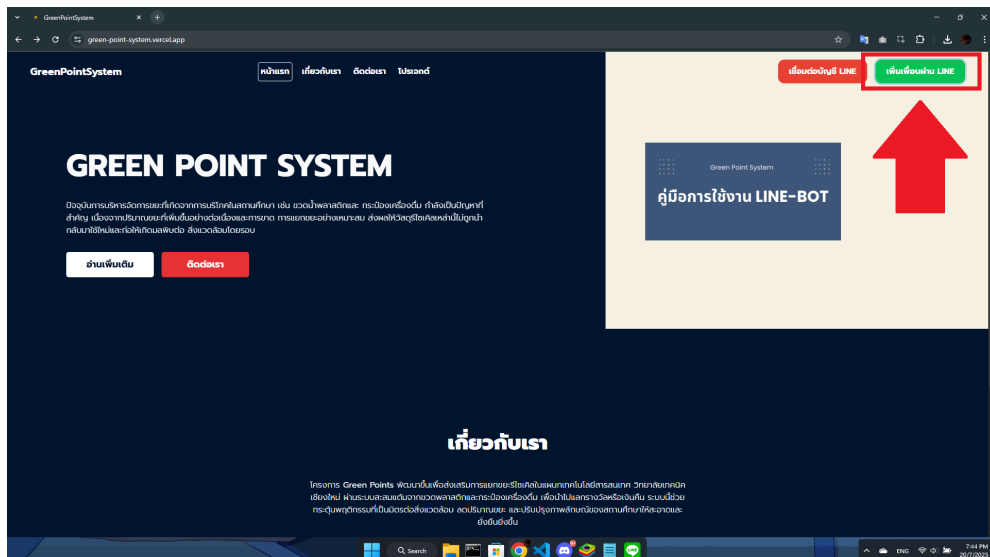 GreenPointSystem
green-point-system.vercel.app
GreenPointSystem
หน้าแรก เกี่ยวกับเรา ติดต่อเรา โปรเจกต์
เชื่อมต่อบัญชี LINE
เพิ่มเพื่อนผ่าน LINE
GREEN POINT SYSTEM
ปัจจุบันการบริหารจัดการขยะที่เกิดจากการบริโภคในสถานศึกษา เช่น ขวดน้ำพลาสติกและ กระป๋องเครื่องดื่ม กำลังเป็นปัญหาที่
สำคัญ เนื่องจากปริมาณขยะที่เพิ่มขึ้นอย่างต่อเนื่องและการขาด การแยกขยะอย่างเหมาะสม ส่งผลให้วัสดุรีไซเคิลเหล่านี้ไม่ถูกนำ
กลับมาใช้ใหม่และก่อให้เกิดมลพิษต่อ สิ่งแวดล้อมโดยรอบ
อ่านเพิ่มเติม
ติดต่อเรา
Green Point System
คู่มือการใช้งาน LINE-BOT
เกี่ยวกับเรา
โครงการ Green Points พัฒนาขึ้นเพื่อส่งเสริมการแยกขยะรีไซเคิลในแผนกเทคโนโลยีสารสนเทศ วิทยาลัยเทคนิค
เชียงใหม่ ผ่านระบบสะสมแต้มจากขวดพลาสติกและกระป๋องเครื่องดื่ม เพื่อนำไปแลกรางวัลหรือเงินคืน ระบบนี้ช่วย
กระตุ้นพฤติกรรมที่เป็นมิตรต่อสิ่งแวดล้อม ลดปริมาณขยะ และปรับปรุงภาพลักษณ์ของสถานศึกษาให้สะอาดและ
ยั่งยืนยิ่งขึ้น
Search
ENG
7:44 PM
20/7/2025